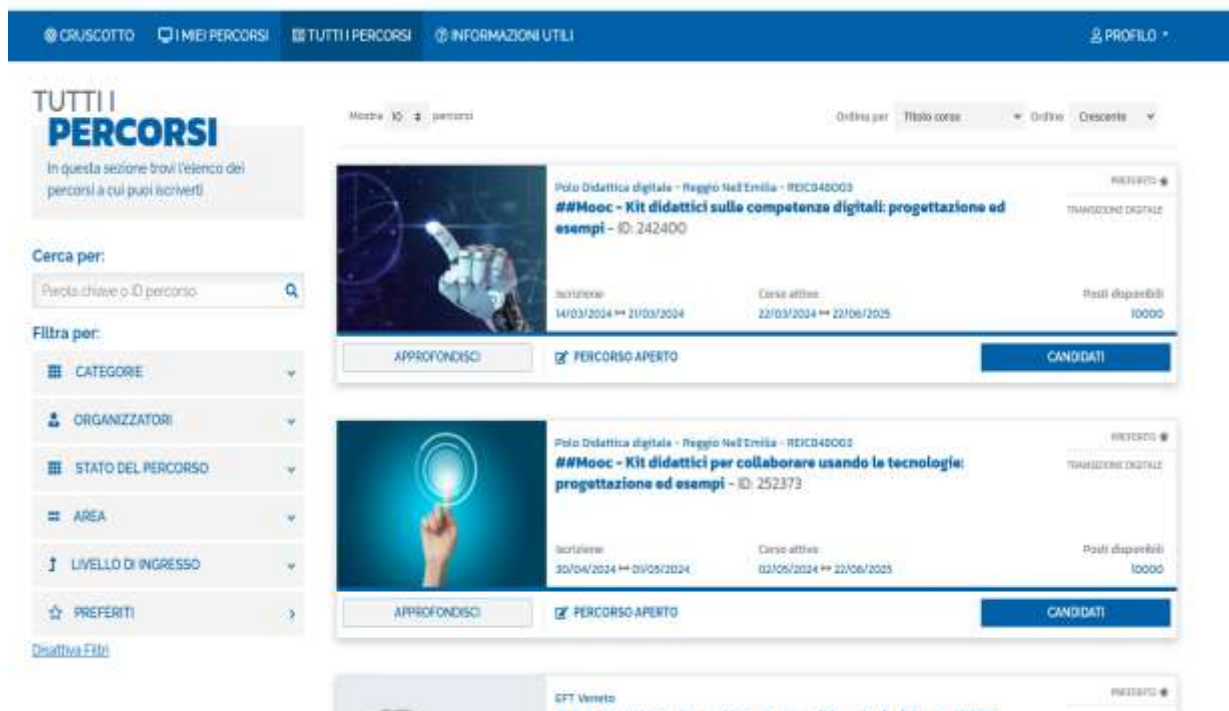 CRUSCOTTO I MIEI PERCORSI TUTTI I PERCORSI INFORMAZIONI UTILI PROFILO
TUTTI I
PERCORSI
In questa sezione trovi l'elenco dei
percorsi a cui puoi iscriverti
Cerca per:
Parola chiave o ID percorso
Filtra per:
CATEGORIE
ORGANIZZATORI
STATO DEL PERCORSO
AREA
LIVELLO DI INGRESSO
PREFERITI
Disattiva Filtri
Mostra 10 percorsi Ordina per Titolo corso Ordine Crescente
Polo Didattica digitale - Reggio Nell'Emilia - REIC848003 PREFERITO
##Mooc - Kit didattici sulle competenze digitali: progettazione ed TRANSIZIONE DIGITALE
esempi - ID: 242400
Iscrizione Corso attivo Posti disponibili
14/03/2024 21/03/2024 22/03/2024 22/06/2025 10000
APPROFONDISCI PERCORSO APERTO CANDIDATI
Polo Didattica digitale - Reggio Nell'Emilia - REIC848003 PREFERITO
##Mooc - Kit didattici per collaborare usando le tecnologie: TRANSIZIONE DIGITALE
progettazione ed esempi - ID: 252373
Iscrizione Corso attivo Posti disponibili
30/04/2024 01/05/2024 02/05/2024 22/06/2025 10000
APPROFONDISCI PERCORSO APERTO CANDIDATI
EFT Veneto PREFERITO